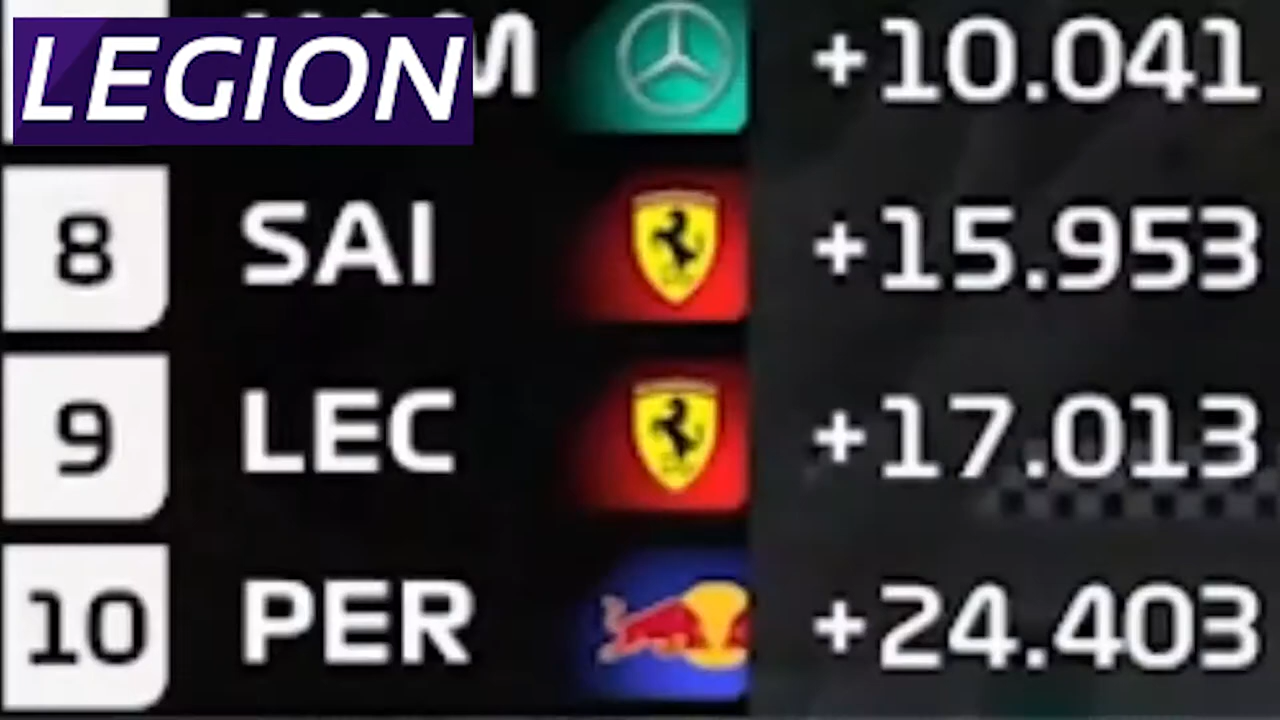 LEGION
M +10.041
8 SAI +15.953
9 LEC +17.013
10 PER +24.403